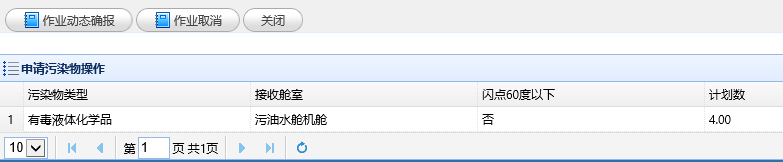 作业动态确报 作业取消 关闭
申请污染物操作
污染物类型 接收舱室 闪点60度以下 计划数
1 有毒液体化学品 污油水舱机舱 否 4.00
10 第 1 页 共1页